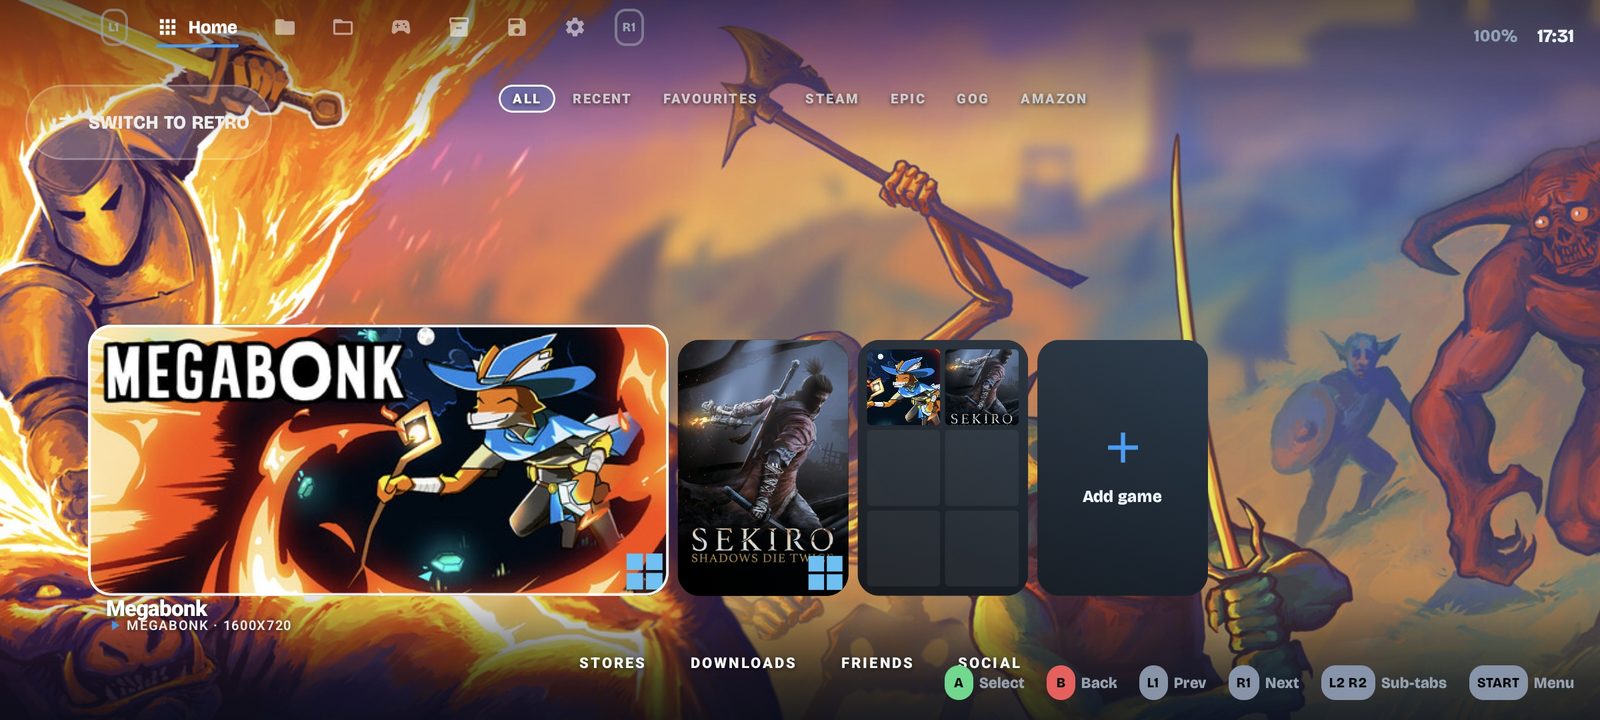 L1 Home R1
100% 17:31
SWITCH TO RETRO
ALL RECENT FAVOURITES STEAM EPIC GOG AMAZON
MEGABONK
SEKIRO
SHADOWS DIE TWICE
SEKIRO
Add game
Megabonk
MEGABONK · 1600X720
STORES DOWNLOADS FRIENDS SOCIAL
A Select B Back L1 Prev R1 Next L2 R2 Sub-tabs START Menu